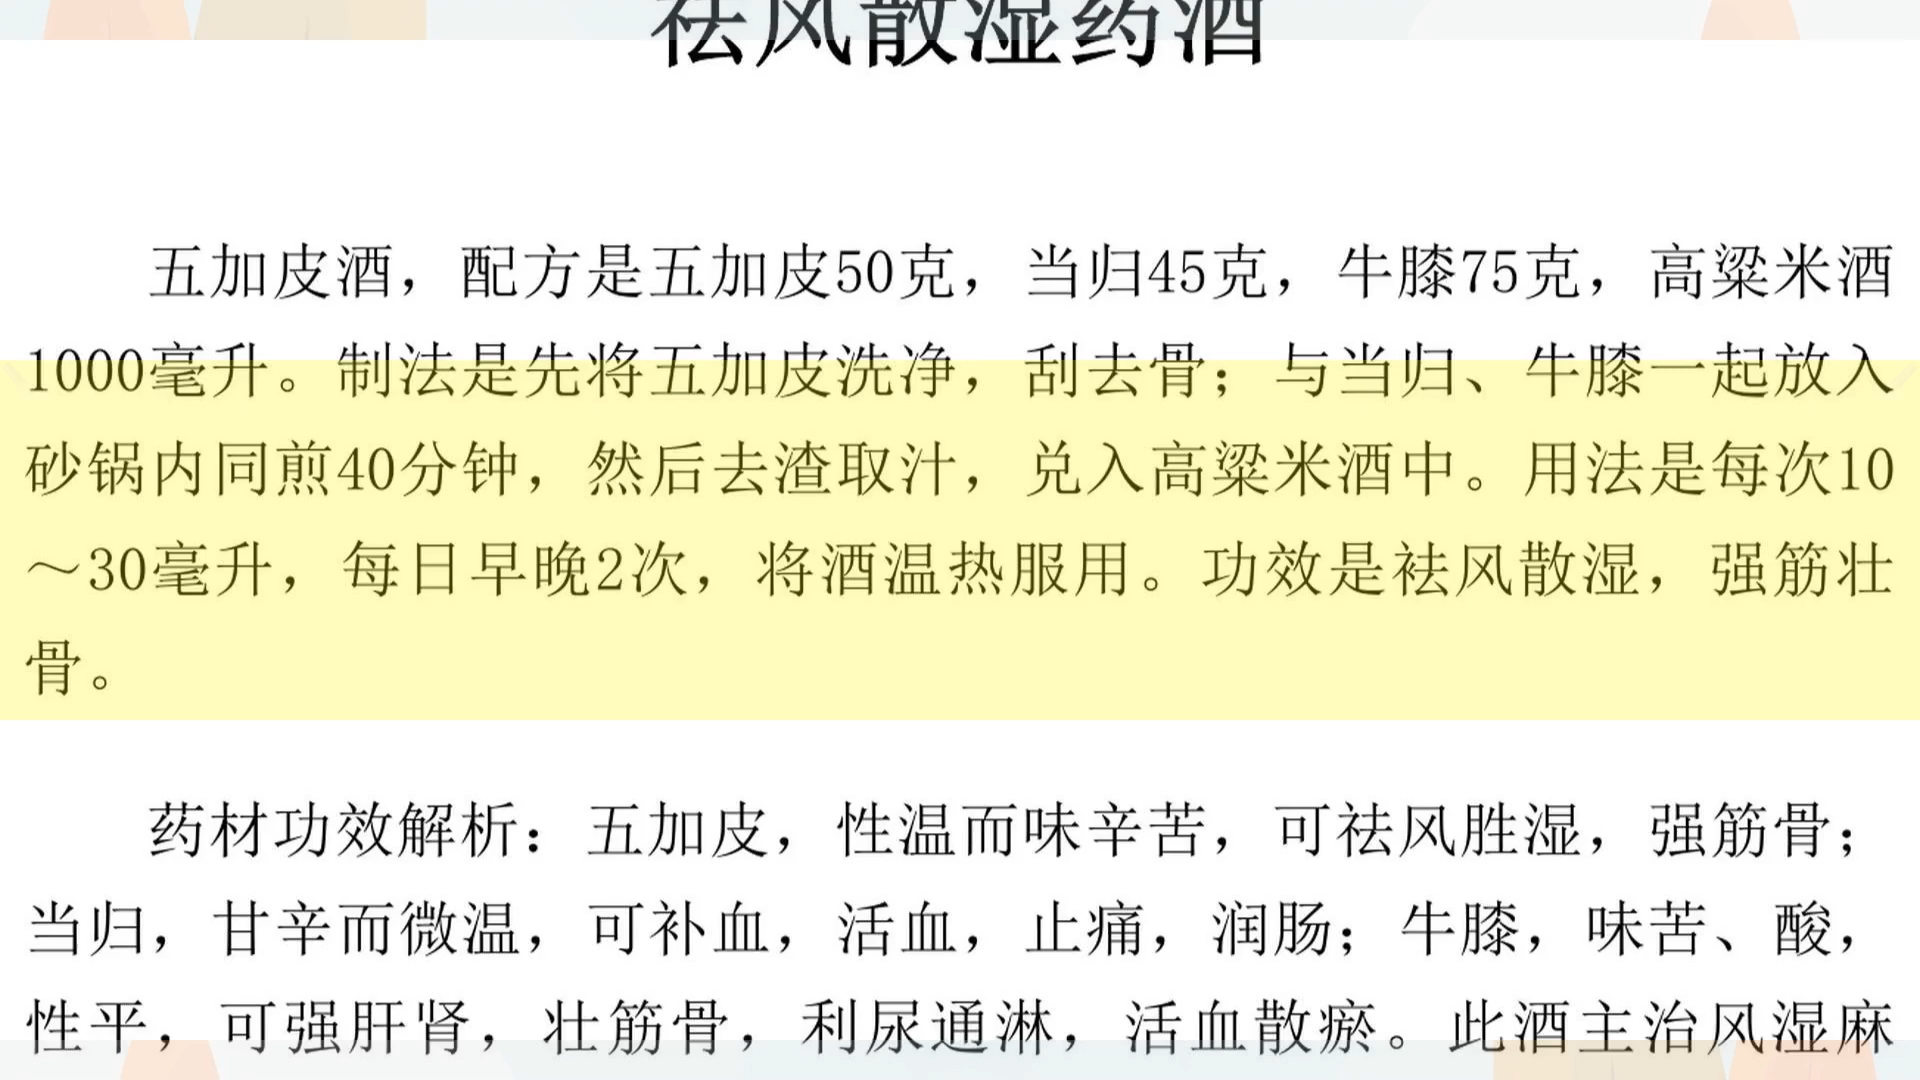 祛风散湿药酒
五加皮酒，配方是五加皮50克，当归45克，牛膝75克，高粱米酒
1000毫升。制法是先将五加皮洗净，刮去骨；与当归、牛膝一起放入
砂锅内同煎40分钟，然后去渣取汁，兑入高粱米酒中。用法是每次10
～30毫升，每日早晚2次，将酒温热服用。功效是祛风散湿，强筋壮
骨。
药材功效解析：五加皮，性温而味辛苦，可祛风胜湿，强筋骨；
当归，甘辛而微温，可补血，活血，止痛，润肠；牛膝，味苦、酸，
性平，可强肝肾，壮筋骨，利尿通淋，活血散瘀。此酒主治风湿麻